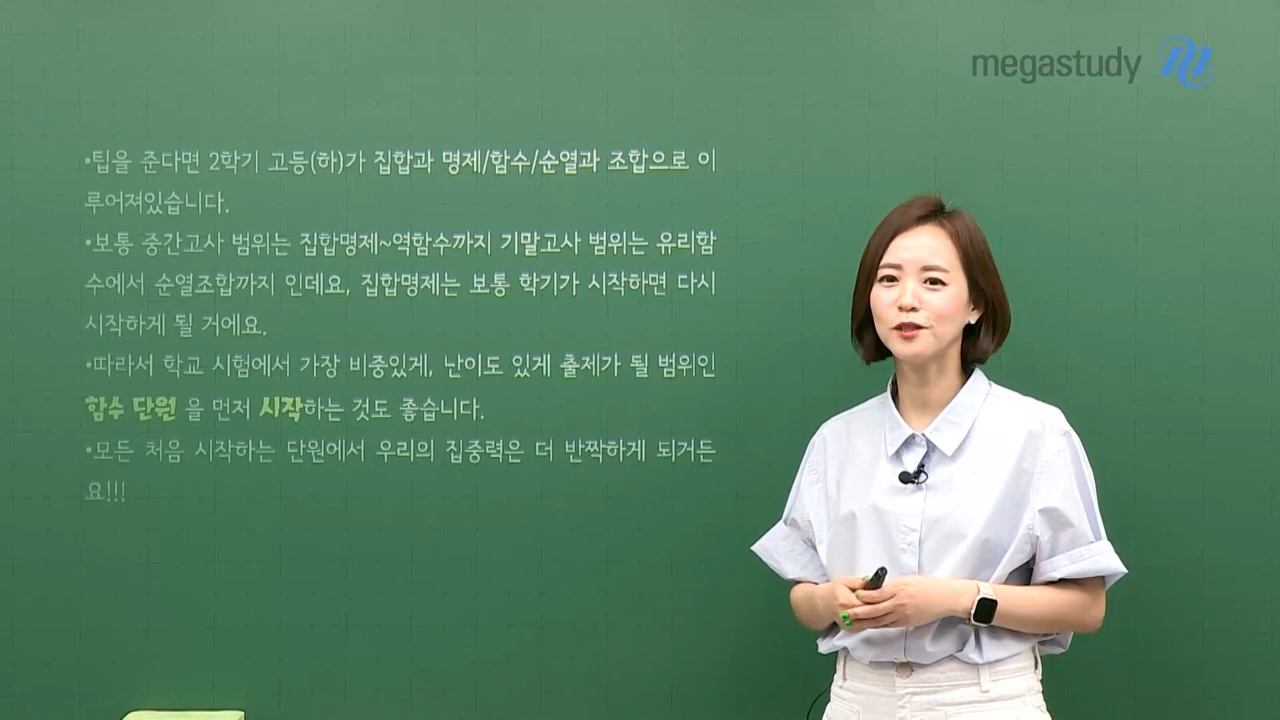 megastudy
•팁을 준다면 2학기 고등(하)가 집합과 명제/함수/순열과 조합으로 이
루어져있습니다.
•보통 중간고사 범위는 집합명제~역함수까지 기말고사 범위는 유리함
수에서 순열조합까지 인데요, 집합명제는 보통 학기가 시작하면 다시
시작하게 될 거에요.
•따라서 학교 시험에서 가장 비중있게, 난이도 있게 출제가 될 범위인
함수 단원 을 먼저 시작하는 것도 좋습니다.
•모든 처음 시작하는 단원에서 우리의 집중력은 더 반짝하게 되거든
요!!!